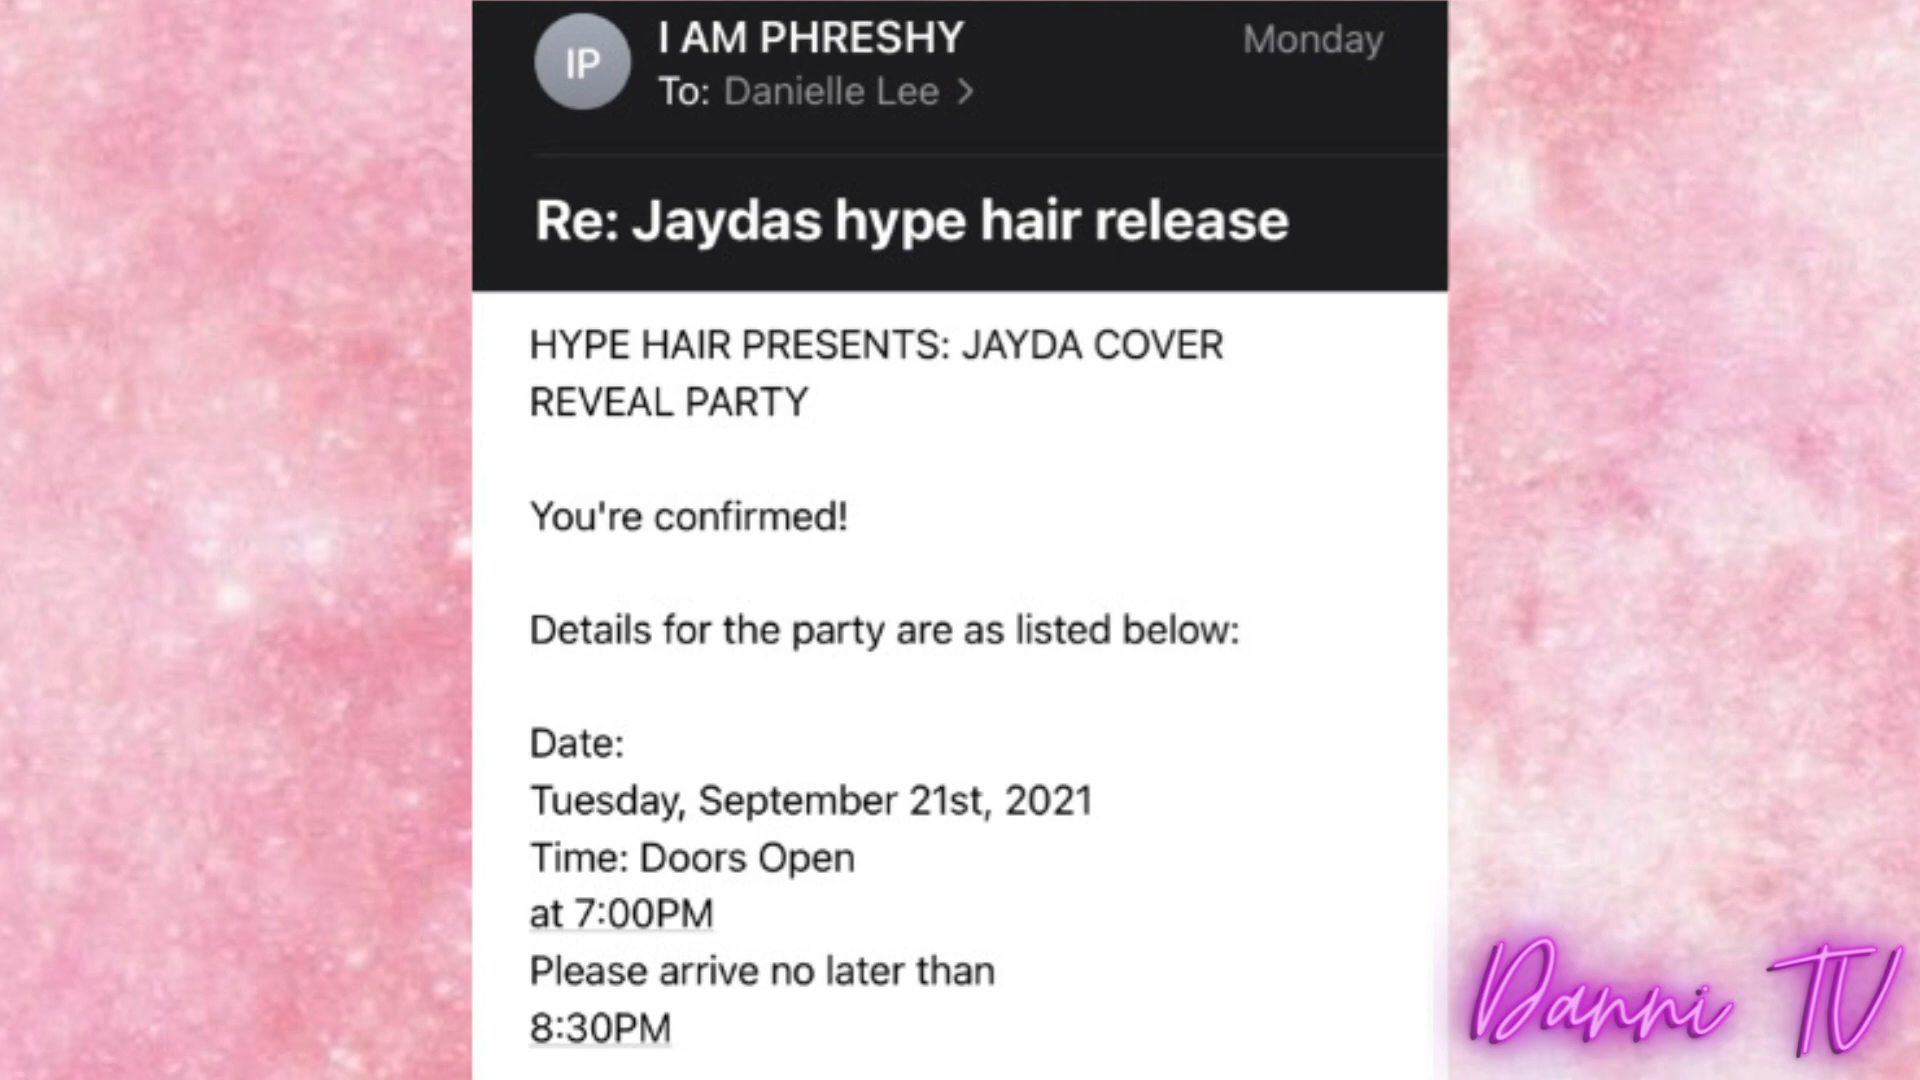 IP
I AM PHRESHY
Monday
To: Danielle Lee >
Re: Jaydas hype hair release
HYPE HAIR PRESENTS: JAYDA COVER
REVEAL PARTY
You're confirmed!
Details for the party are as listed below:
Date:
Tuesday, September 21st, 2021
Time: Doors Open
at 7:00PM
Please arrive no later than
8:30PM
Danni TV